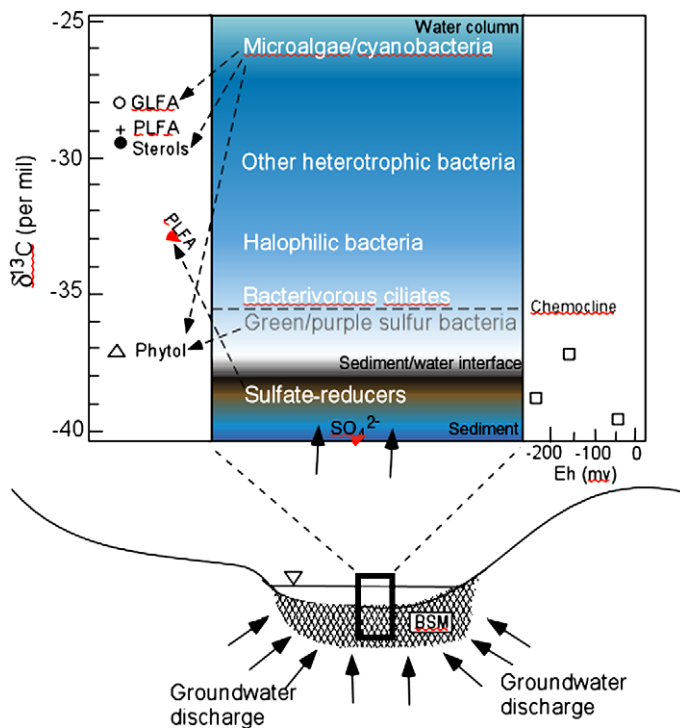 -25
-30
-35
-40
δ13C (per mil)
GLFA
PLFA
Sterols
PLFA
Phytol
Water column
Microalgae/cyanobacteria
Other heterotrophic bacteria
Halophilic bacteria
Bacterivorous ciliates
Chemocline
Green/purple sulfur bacteria
Sediment/water interface
Sulfate-reducers
SO₄²⁻
Sediment
-200 -100 0
Eh (mv)
BSM
Groundwater
discharge
Groundwater
discharge